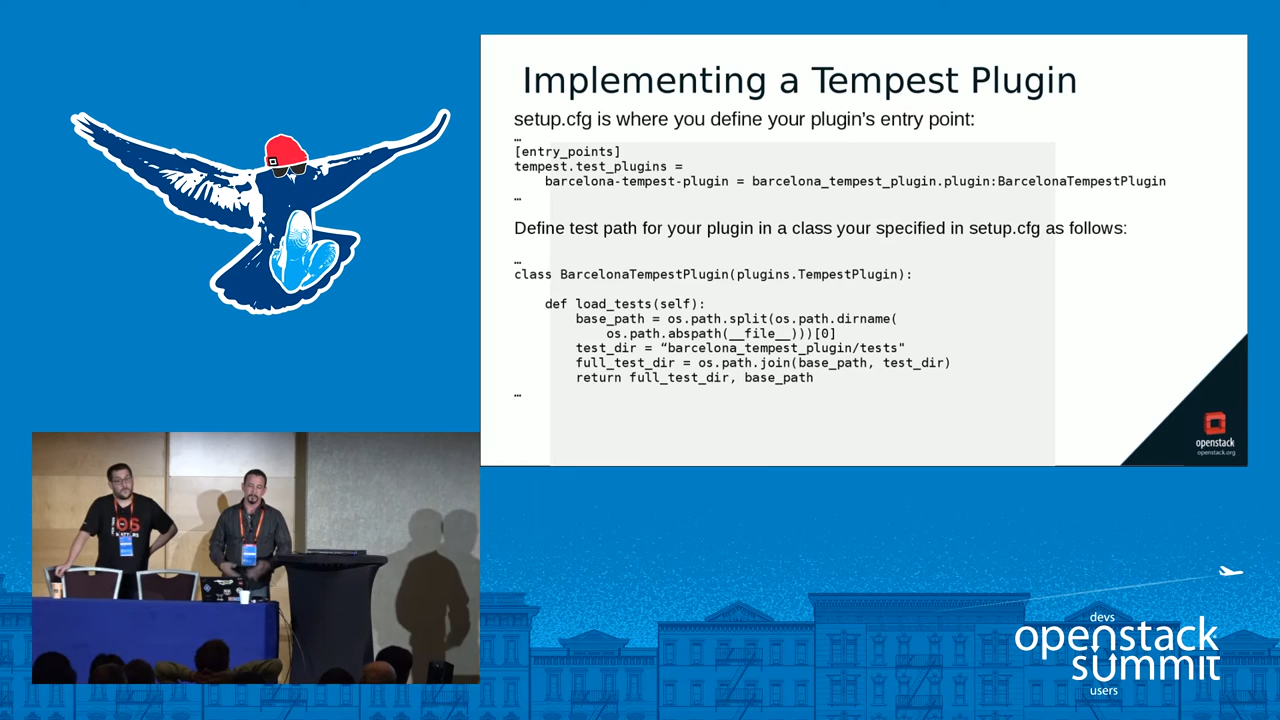 Implementing a Tempest Plugin
setup.cfg is where you define your plugin's entry point:
…
[entry_points]
tempest.test_plugins =
    barcelona-tempest-plugin = barcelona_tempest_plugin.plugin:BarcelonaTempestPlugin
…
Define test path for your plugin in a class your specified in setup.cfg as follows:
…
class BarcelonaTempestPlugin(plugins.TempestPlugin):
    def load_tests(self):
        base_path = os.path.split(os.path.dirname(
            os.path.abspath(__file__)))[0]
        test_dir = “barcelona_tempest_plugin/tests"
        full_test_dir = os.path.join(base_path, test_dir)
        return full_test_dir, base_path
…
openstack
openstack.org
devs
openstack
summit
users